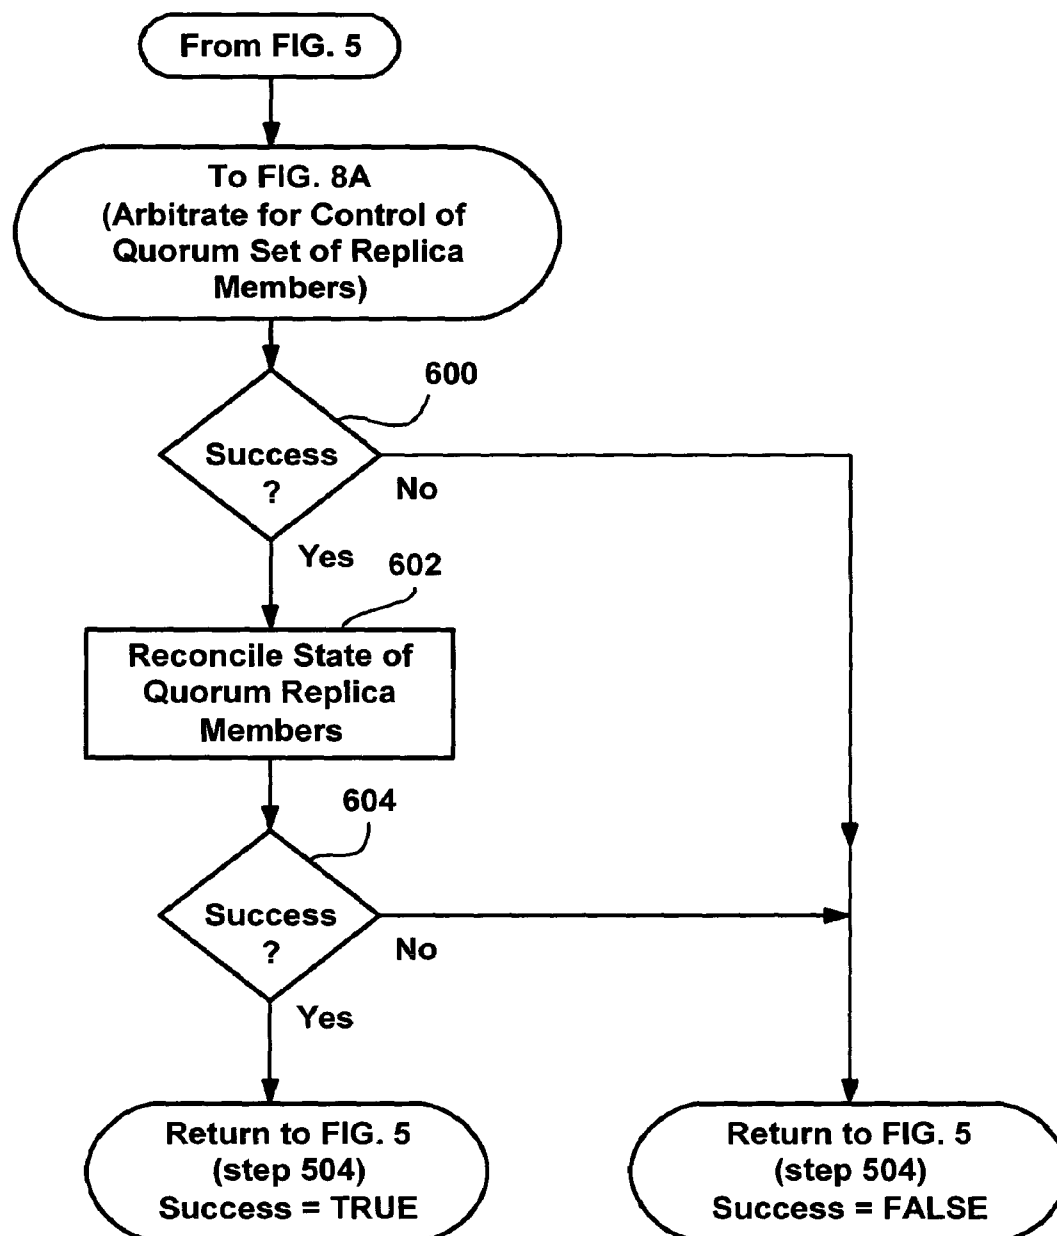 From FIG. 5
To FIG. 8A
(Arbitrate for Control of
Quorum Set of Replica
Members)
600
Success
?
No
Yes
602
Reconcile State of
Quorum Replica
Members
604
Success
?
No
Yes
Return to FIG. 5
(step 504)
Success = TRUE
Return to FIG. 5
(step 504)
Success = FALSE